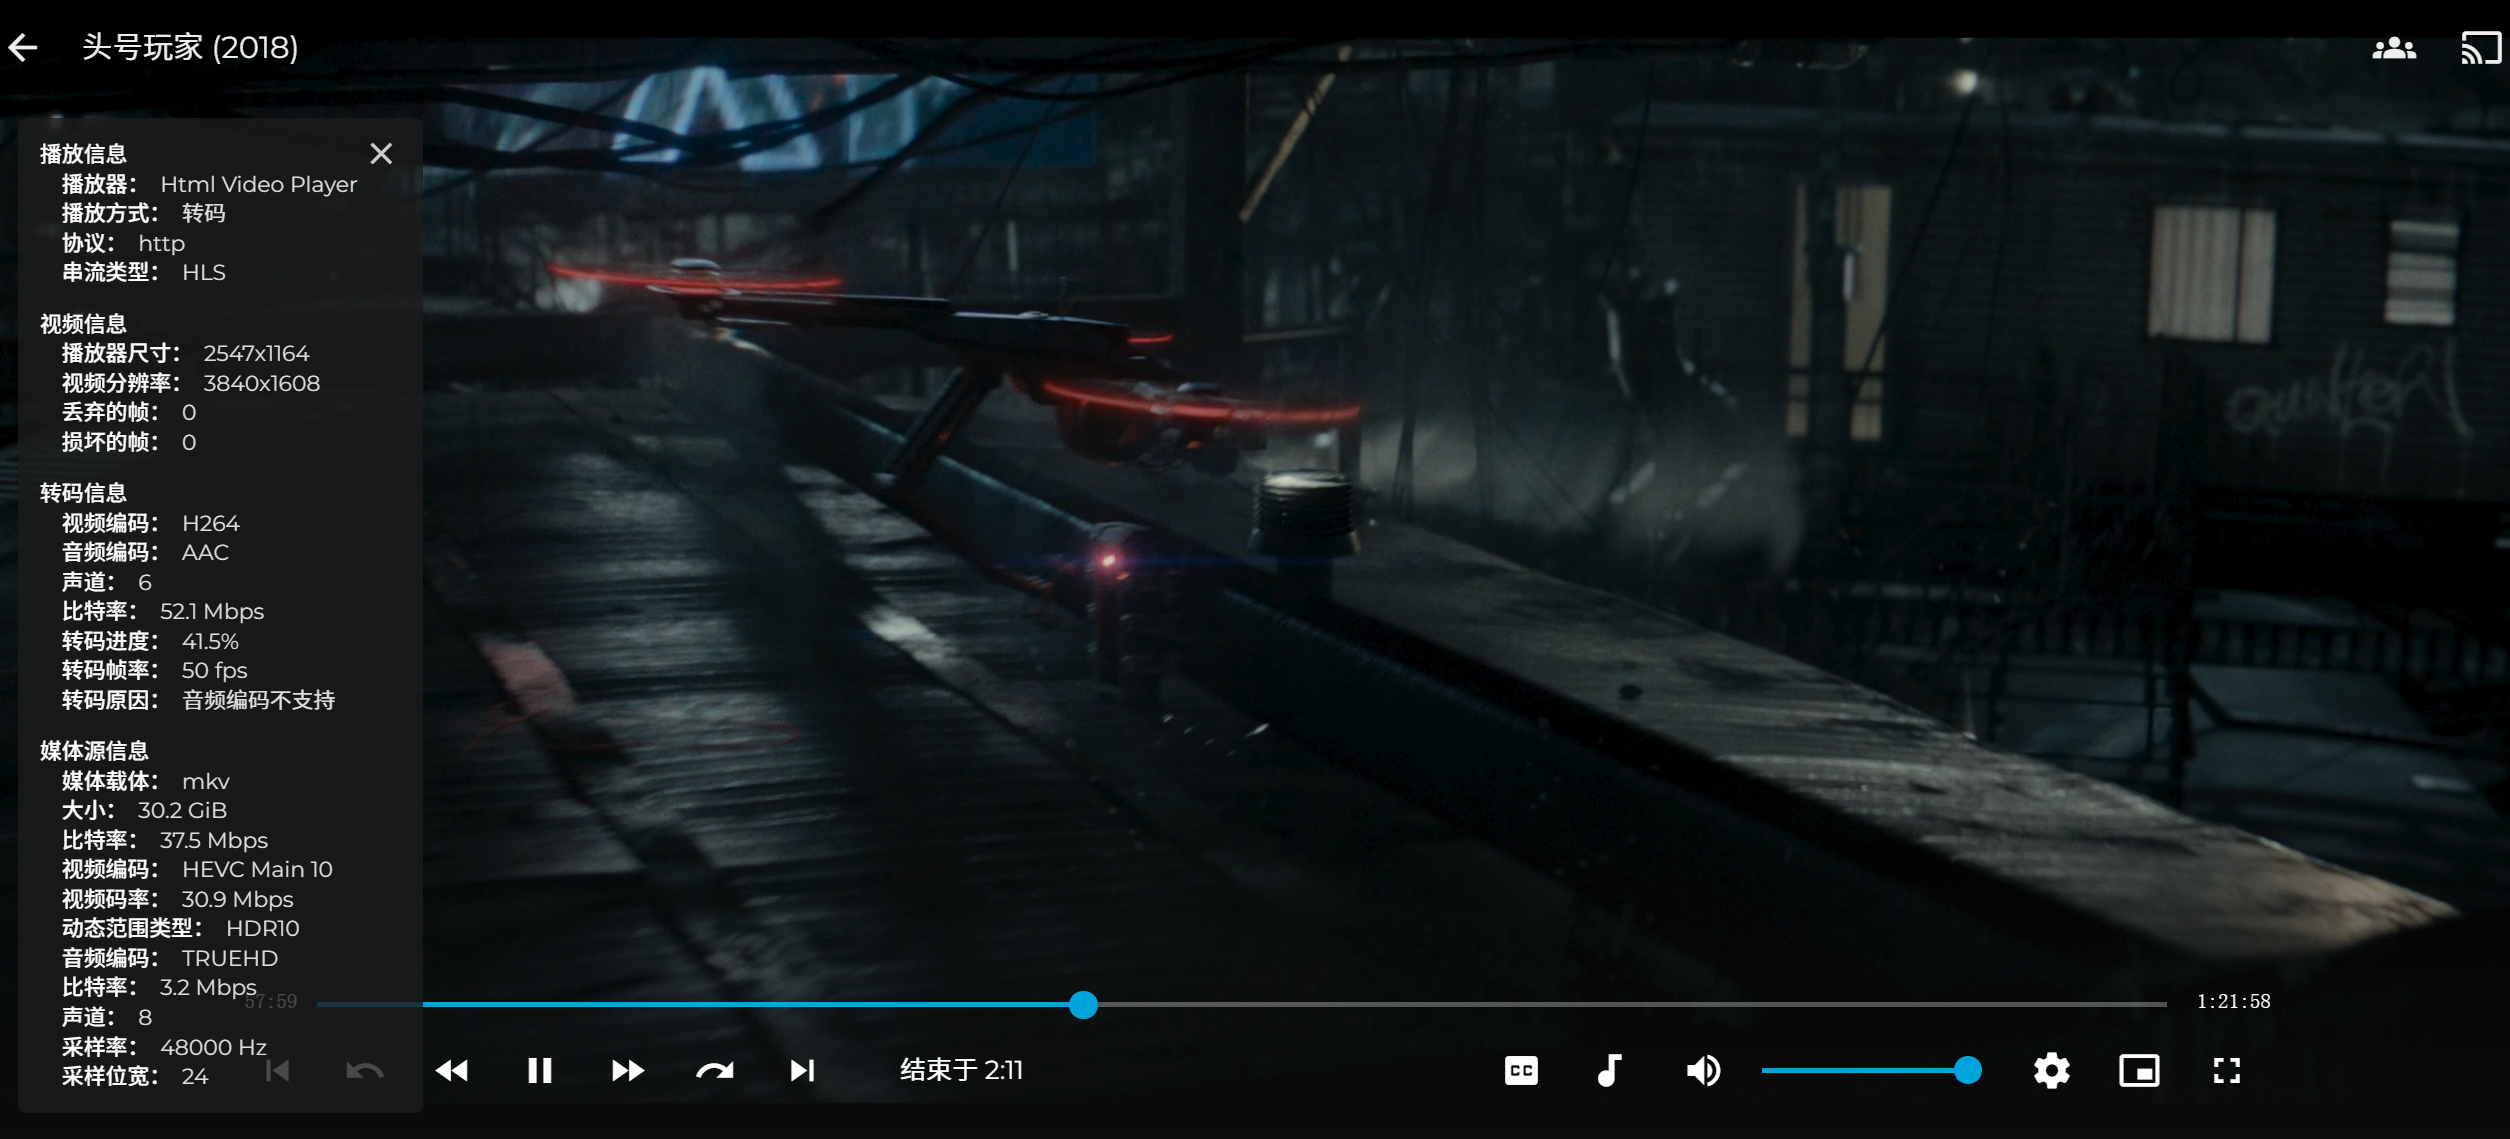 头号玩家 (2018)
播放信息
播放器： Html Video Player
播放方式： 转码
协议： http
串流类型： HLS
视频信息
播放器尺寸： 2547x1164
视频分辨率： 3840x1608
丢弃的帧： 0
损坏的帧： 0
转码信息
视频编码： H264
音频编码： AAC
声道： 6
比特率： 52.1 Mbps
转码进度： 41.5%
转码帧率： 50 fps
转码原因： 音频编码不支持
媒体源信息
媒体载体： mkv
大小： 30.2 GiB
比特率： 37.5 Mbps
视频编码： HEVC Main 10
视频码率： 30.9 Mbps
动态范围类型： HDR10
音频编码： TRUEHD
比特率： 3.2 Mbps
声道： 8
采样率： 48000 Hz
采样位宽： 24
57:59
1:21:58
结束于 2:11
CC